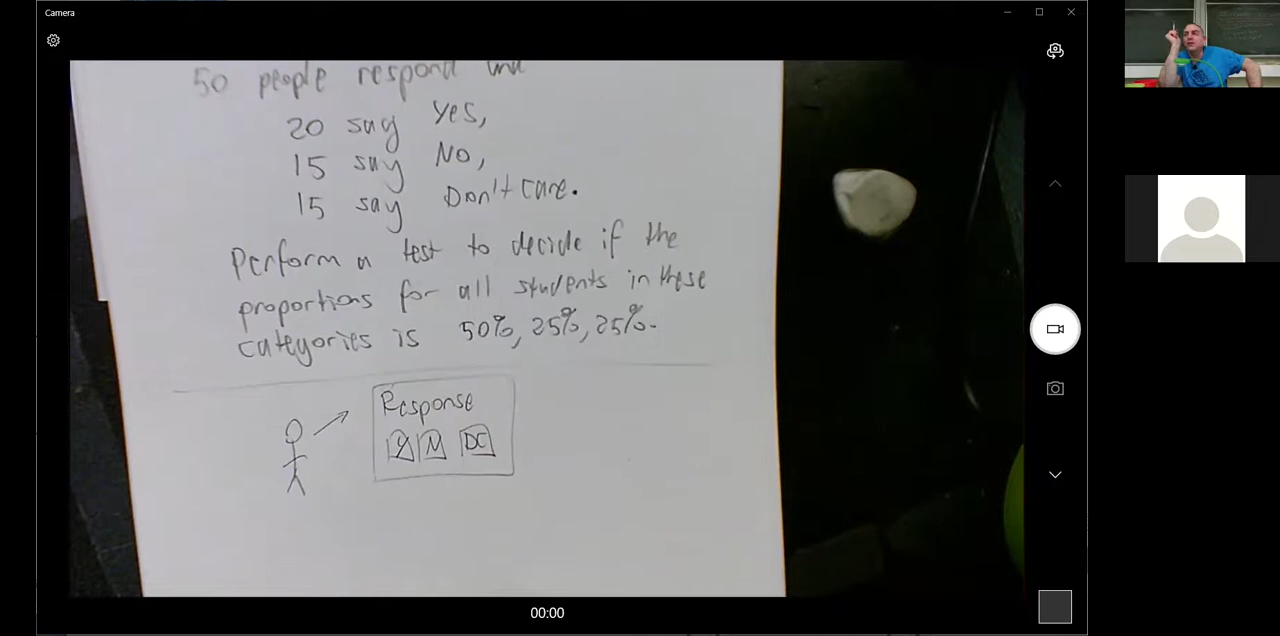 Camera
50 people respond and
20 say Yes,
15 say No,
15 say Don't care.
Perform a test to decide if the
proportions for all students in these
categories is 50%, 25%, 25%.
Response
Y N DC
00:00